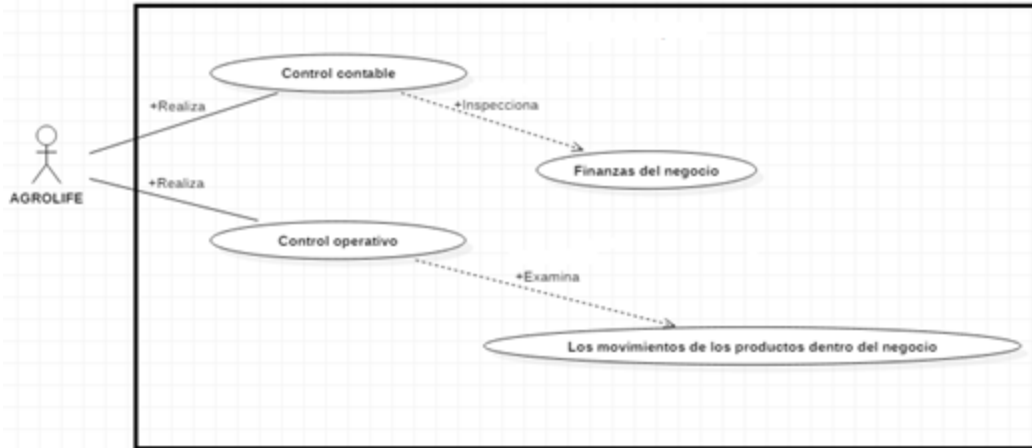 Control contable
+Realiza
+Inspecciona
Finanzas del negocio
AGROLIFE
+Realiza
Control operativo
+Examina
Los movimientos de los productos dentro del negocio